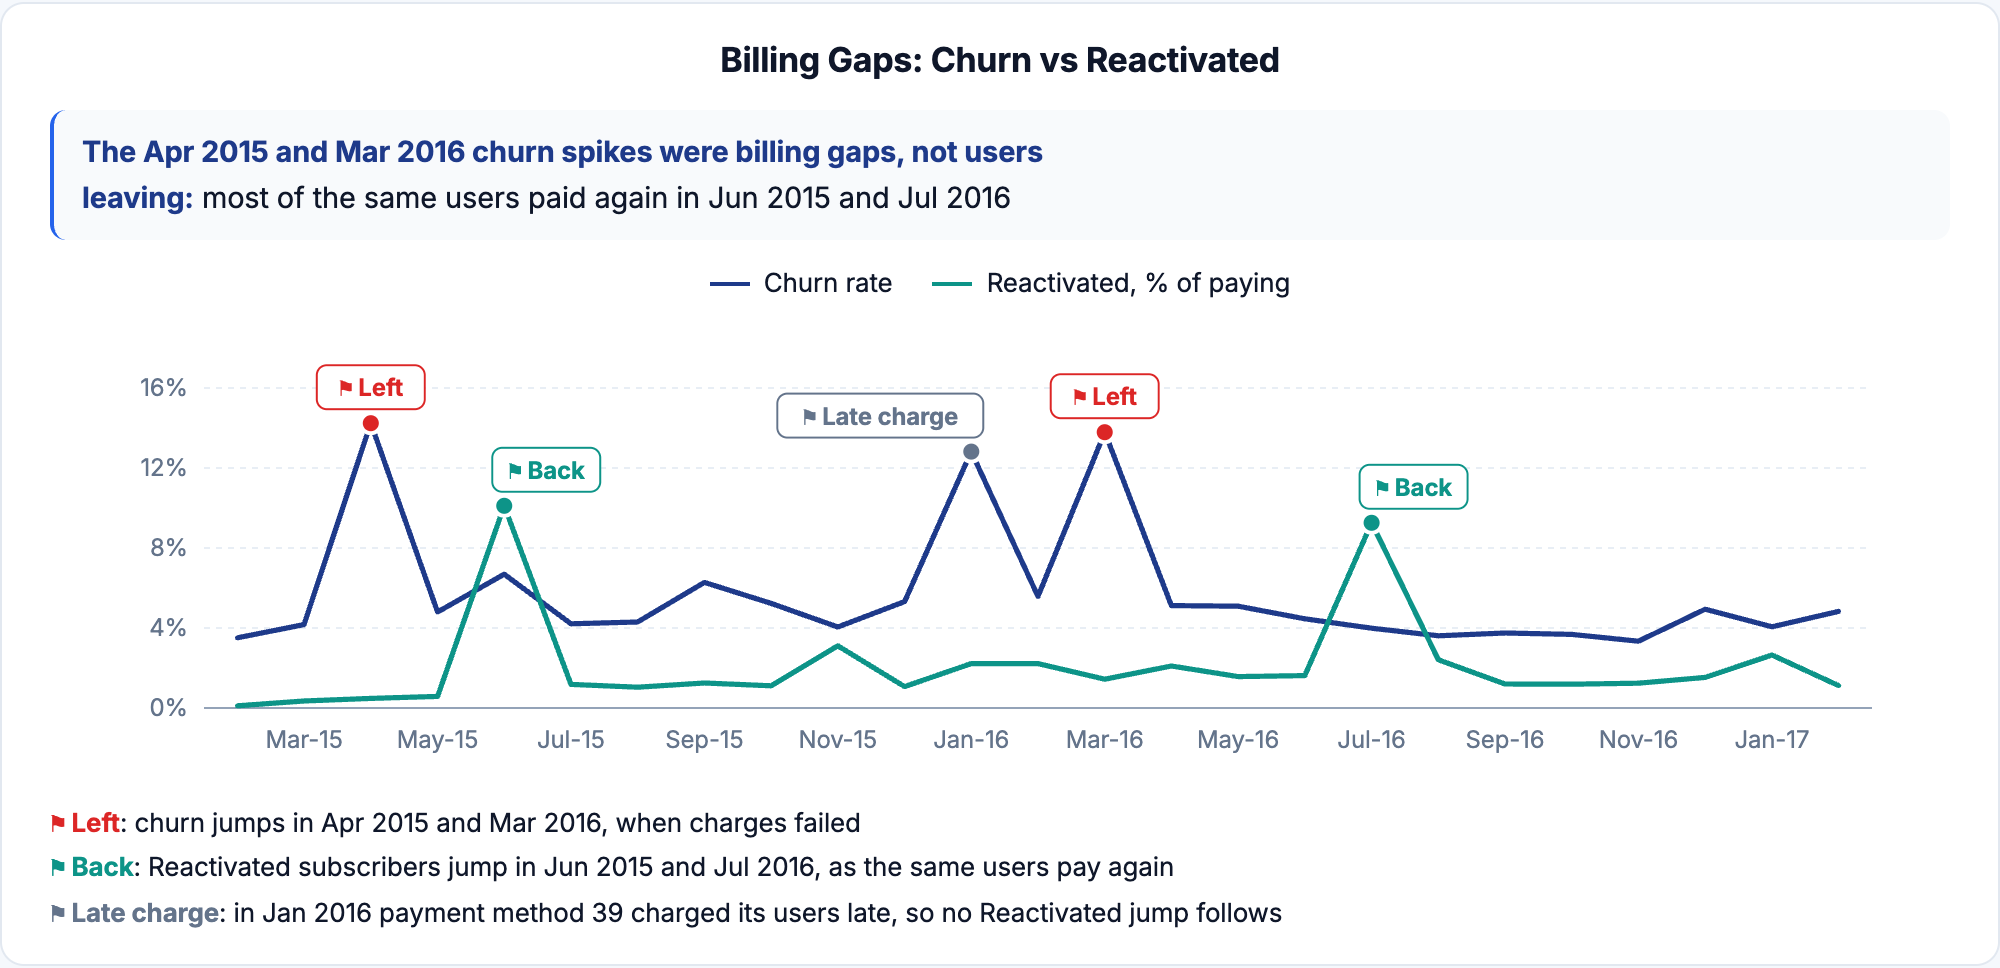 Billing Gaps: Churn vs Reactivated
The Apr 2015 and Mar 2016 churn spikes were billing gaps, not users
leaving: most of the same users paid again in Jun 2015 and Jul 2016
Churn rate
Reactivated, % of paying
16%
12%
8%
4%
0%
⚑ Left
⚑ Back
⚑ Late charge
⚑ Left
⚑ Back
Mar-15
May-15
Jul-15
Sep-15
Nov-15
Jan-16
Mar-16
May-16
Jul-16
Sep-16
Nov-16
Jan-17
⚑ Left: churn jumps in Apr 2015 and Mar 2016, when charges failed
⚑ Back: Reactivated subscribers jump in Jun 2015 and Jul 2016, as the same users pay again
⚑ Late charge: in Jan 2016 payment method 39 charged its users late, so no Reactivated jump follows